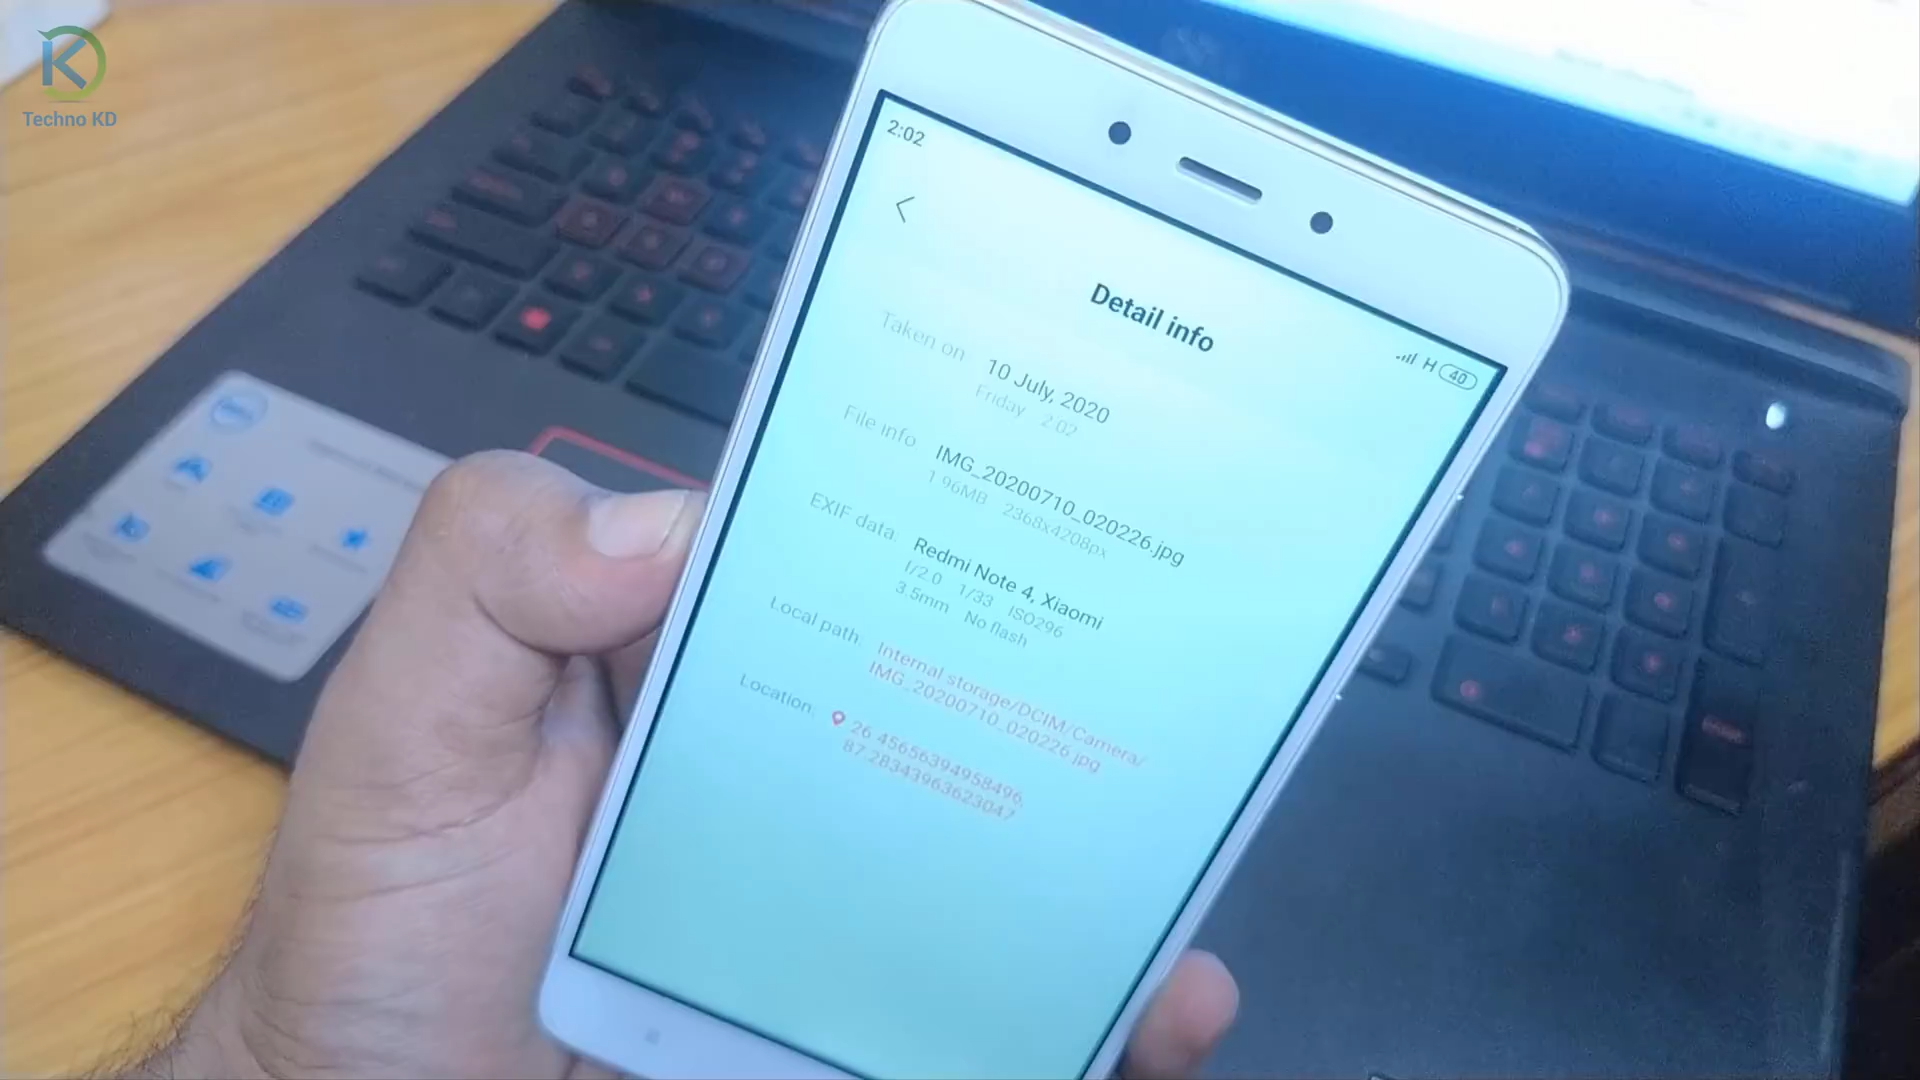 Techno KD
2:02
H 40
Detail info
Taken on
10 July, 2020
Friday 2:02
File info
IMG_20200710_020226.jpg
1.96MB 2368x4208px
EXIF data:
Redmi Note 4, Xiaomi
f/2.0 1/33 ISO296
3.5mm No flash
Local path:
Internal storage/DCIM/Camera/
IMG_20200710_020226.jpg
Location:
26.45656394958496,
87.28343963623047